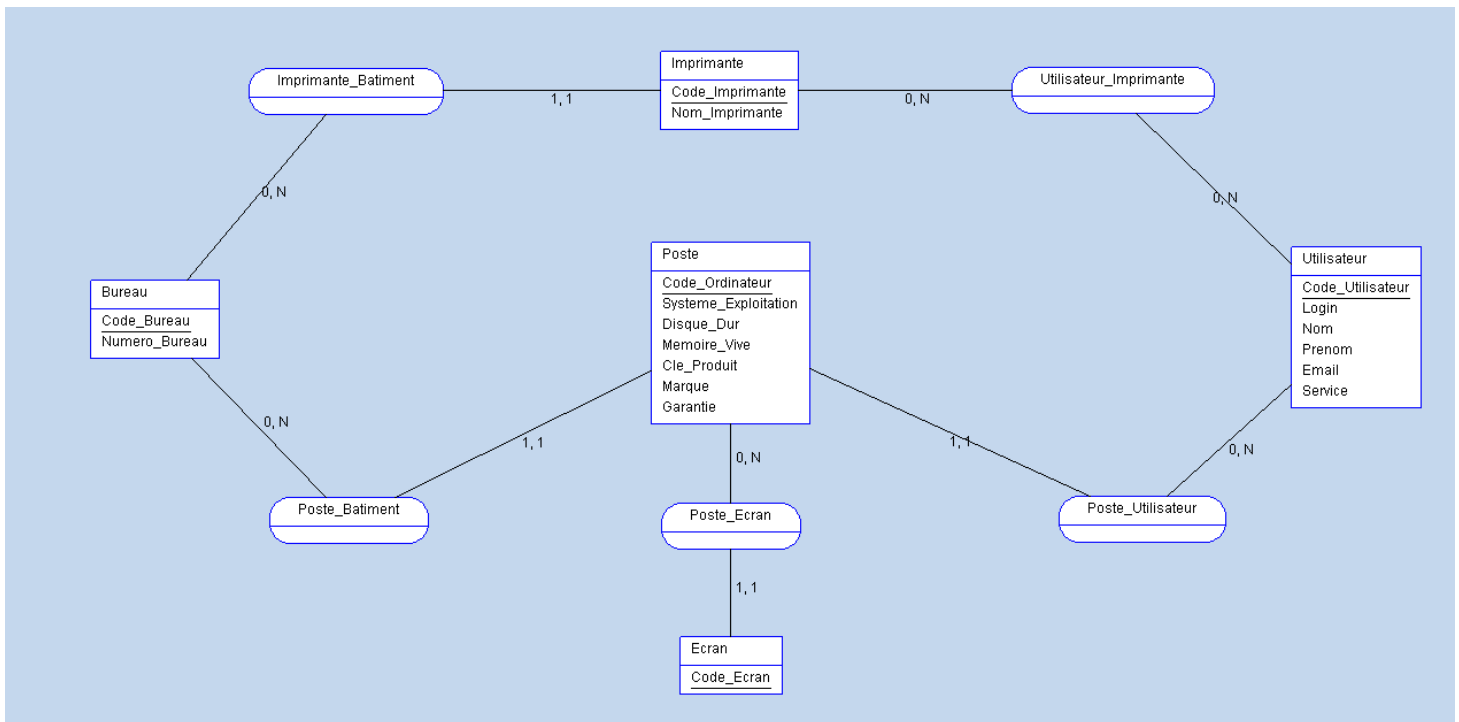 Imprimante_Batiment
1, 1
Imprimante
Code_Imprimante
Nom_Imprimante
0, N
Utilisateur_Imprimante
0, N
0, N
Bureau
Code_Bureau
Numero_Bureau
Poste
Code_Ordinateur
Systeme_Exploitation
Disque_Dur
Memoire_Vive
Cle_Produit
Marque
Garantie
Utilisateur
Code_Utilisateur
Login
Nom
Prenom
Email
Service
0, N
1, 1
0, N
1, 1
0, N
Poste_Batiment
Poste_Ecran
Poste_Utilisateur
1, 1
Ecran
Code_Ecran